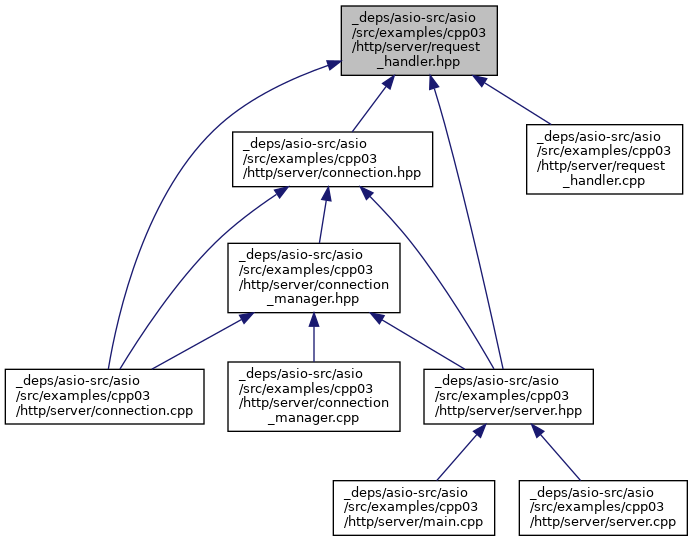 _deps/asio-src/asio
/src/examples/cpp03
/http/server/request
_handler.hpp
_deps/asio-src/asio
/src/examples/cpp03
/http/server/connection.hpp
_deps/asio-src/asio
/src/examples/cpp03
/http/server/request
_handler.cpp
_deps/asio-src/asio
/src/examples/cpp03
/http/server/connection
_manager.hpp
_deps/asio-src/asio
/src/examples/cpp03
/http/server/connection.cpp
_deps/asio-src/asio
/src/examples/cpp03
/http/server/connection
_manager.cpp
_deps/asio-src/asio
/src/examples/cpp03
/http/server/server.hpp
_deps/asio-src/asio
/src/examples/cpp03
/http/server/main.cpp
_deps/asio-src/asio
/src/examples/cpp03
/http/server/server.cpp